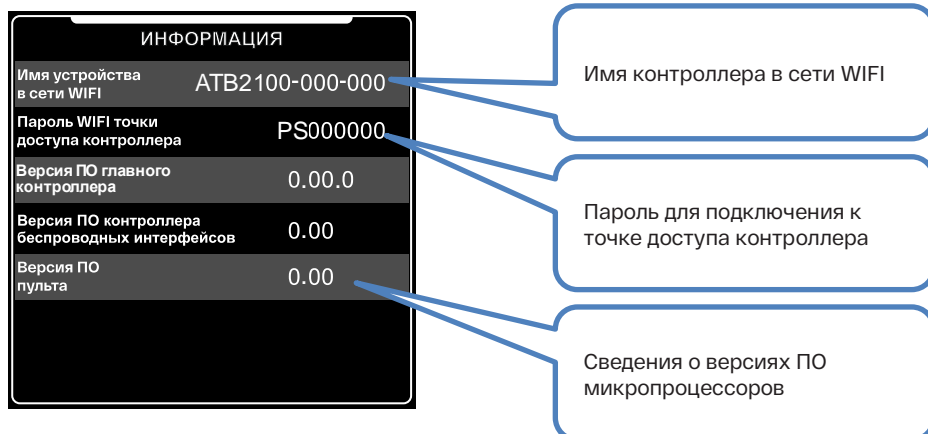 ИНФОРМАЦИЯ
Имя устройства
в сети WIFI
ATB2100-000-000
Пароль WIFI точки
доступа контроллера
PS000000
Версия ПО главного
контроллера
0.00.0
Версия ПО контроллера
беспроводных интерфейсов
0.00
Версия ПО
пульта
0.00
Имя контроллера в сети WIFI
Пароль для подключения к
точке доступа контроллера
Сведения о версиях ПО
микропроцессоров